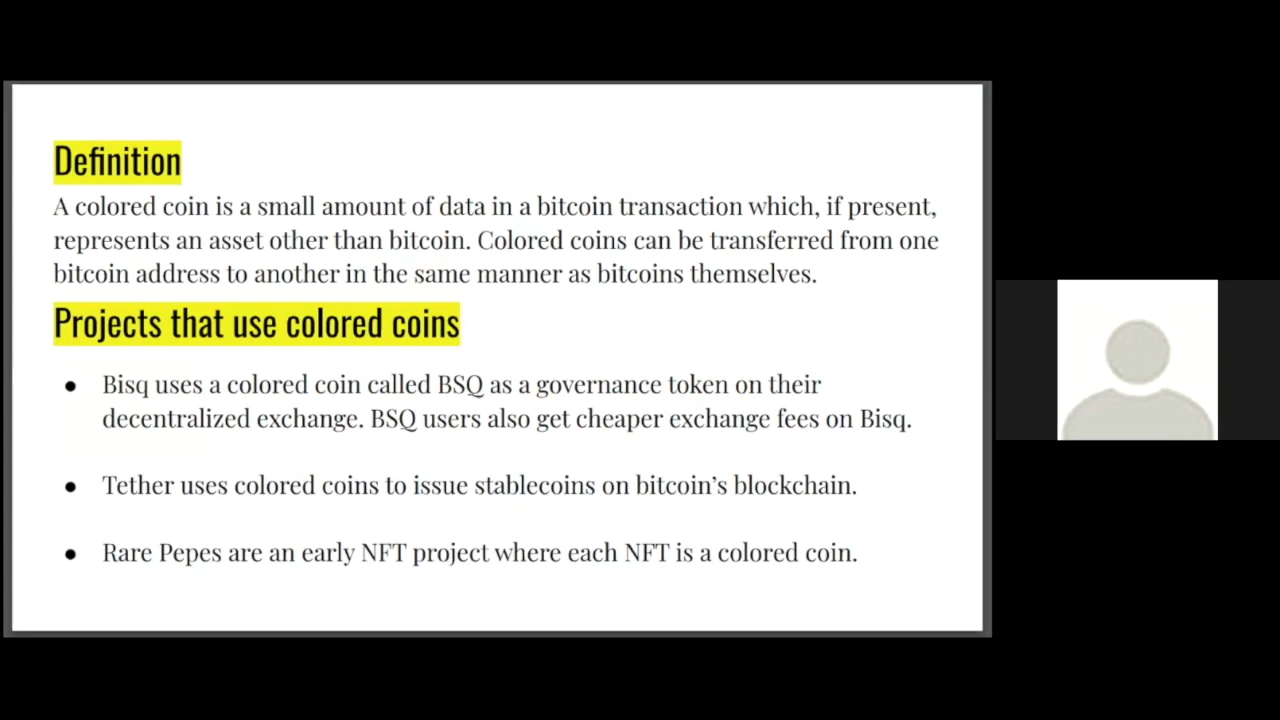 Definition
A colored coin is a small amount of data in a bitcoin transaction which, if present,
represents an asset other than bitcoin. Colored coins can be transferred from one
bitcoin address to another in the same manner as bitcoins themselves.
Projects that use colored coins
● Bisq uses a colored coin called BSQ as a governance token on their
decentralized exchange. BSQ users also get cheaper exchange fees on Bisq.
● Tether uses colored coins to issue stablecoins on bitcoin’s blockchain.
● Rare Pepes are an early NFT project where each NFT is a colored coin.